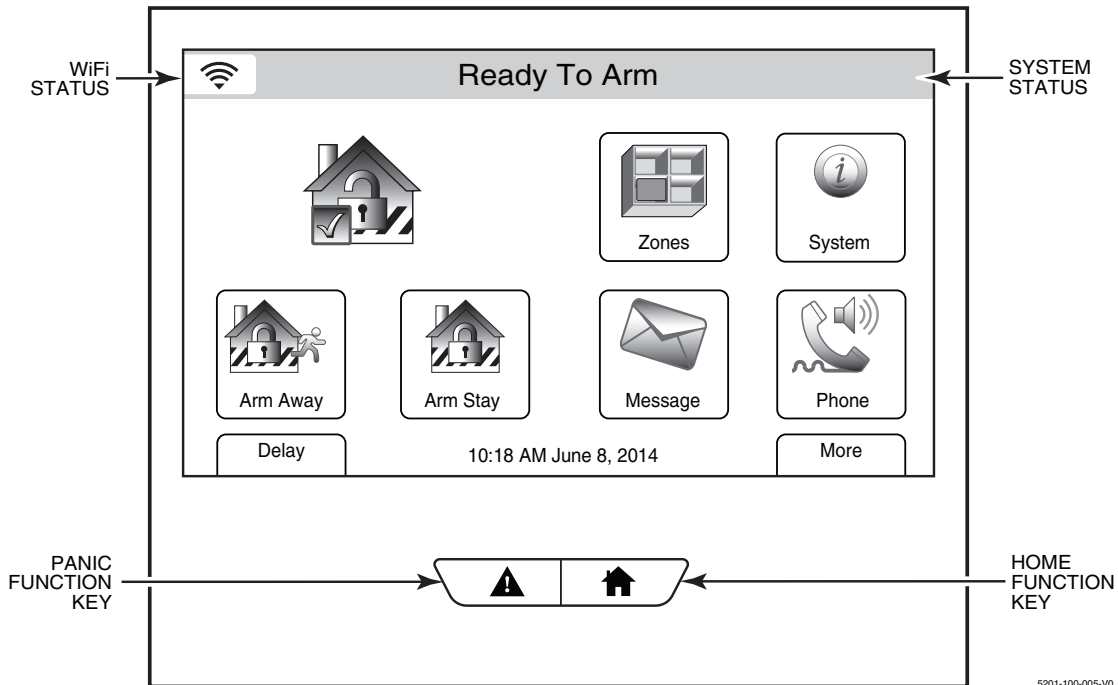 WiFi
STATUS
Ready To Arm
SYSTEM
STATUS
Zones
System
Arm Away
Arm Stay
Message
Phone
Delay
10:18 AM June 8, 2014
More
PANIC
FUNCTION
KEY
HOME
FUNCTION
KEY
5201-100-005-V0